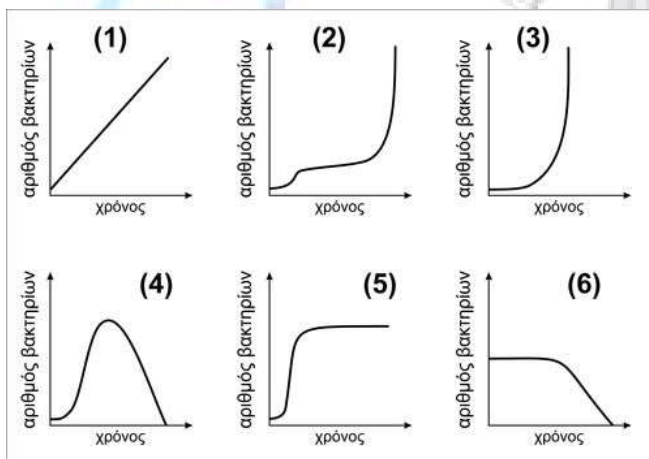 (1)
αριθμός βακτηρίων
χρόνος
(2)
αριθμός βακτηρίων
χρόνος
(3)
αριθμός βακτηρίων
χρόνος
(4)
αριθμός βακτηρίων
χρόνος
(5)
αριθμός βακτηρίων
χρόνος
(6)
αριθμός βακτηρίων
χρόνος